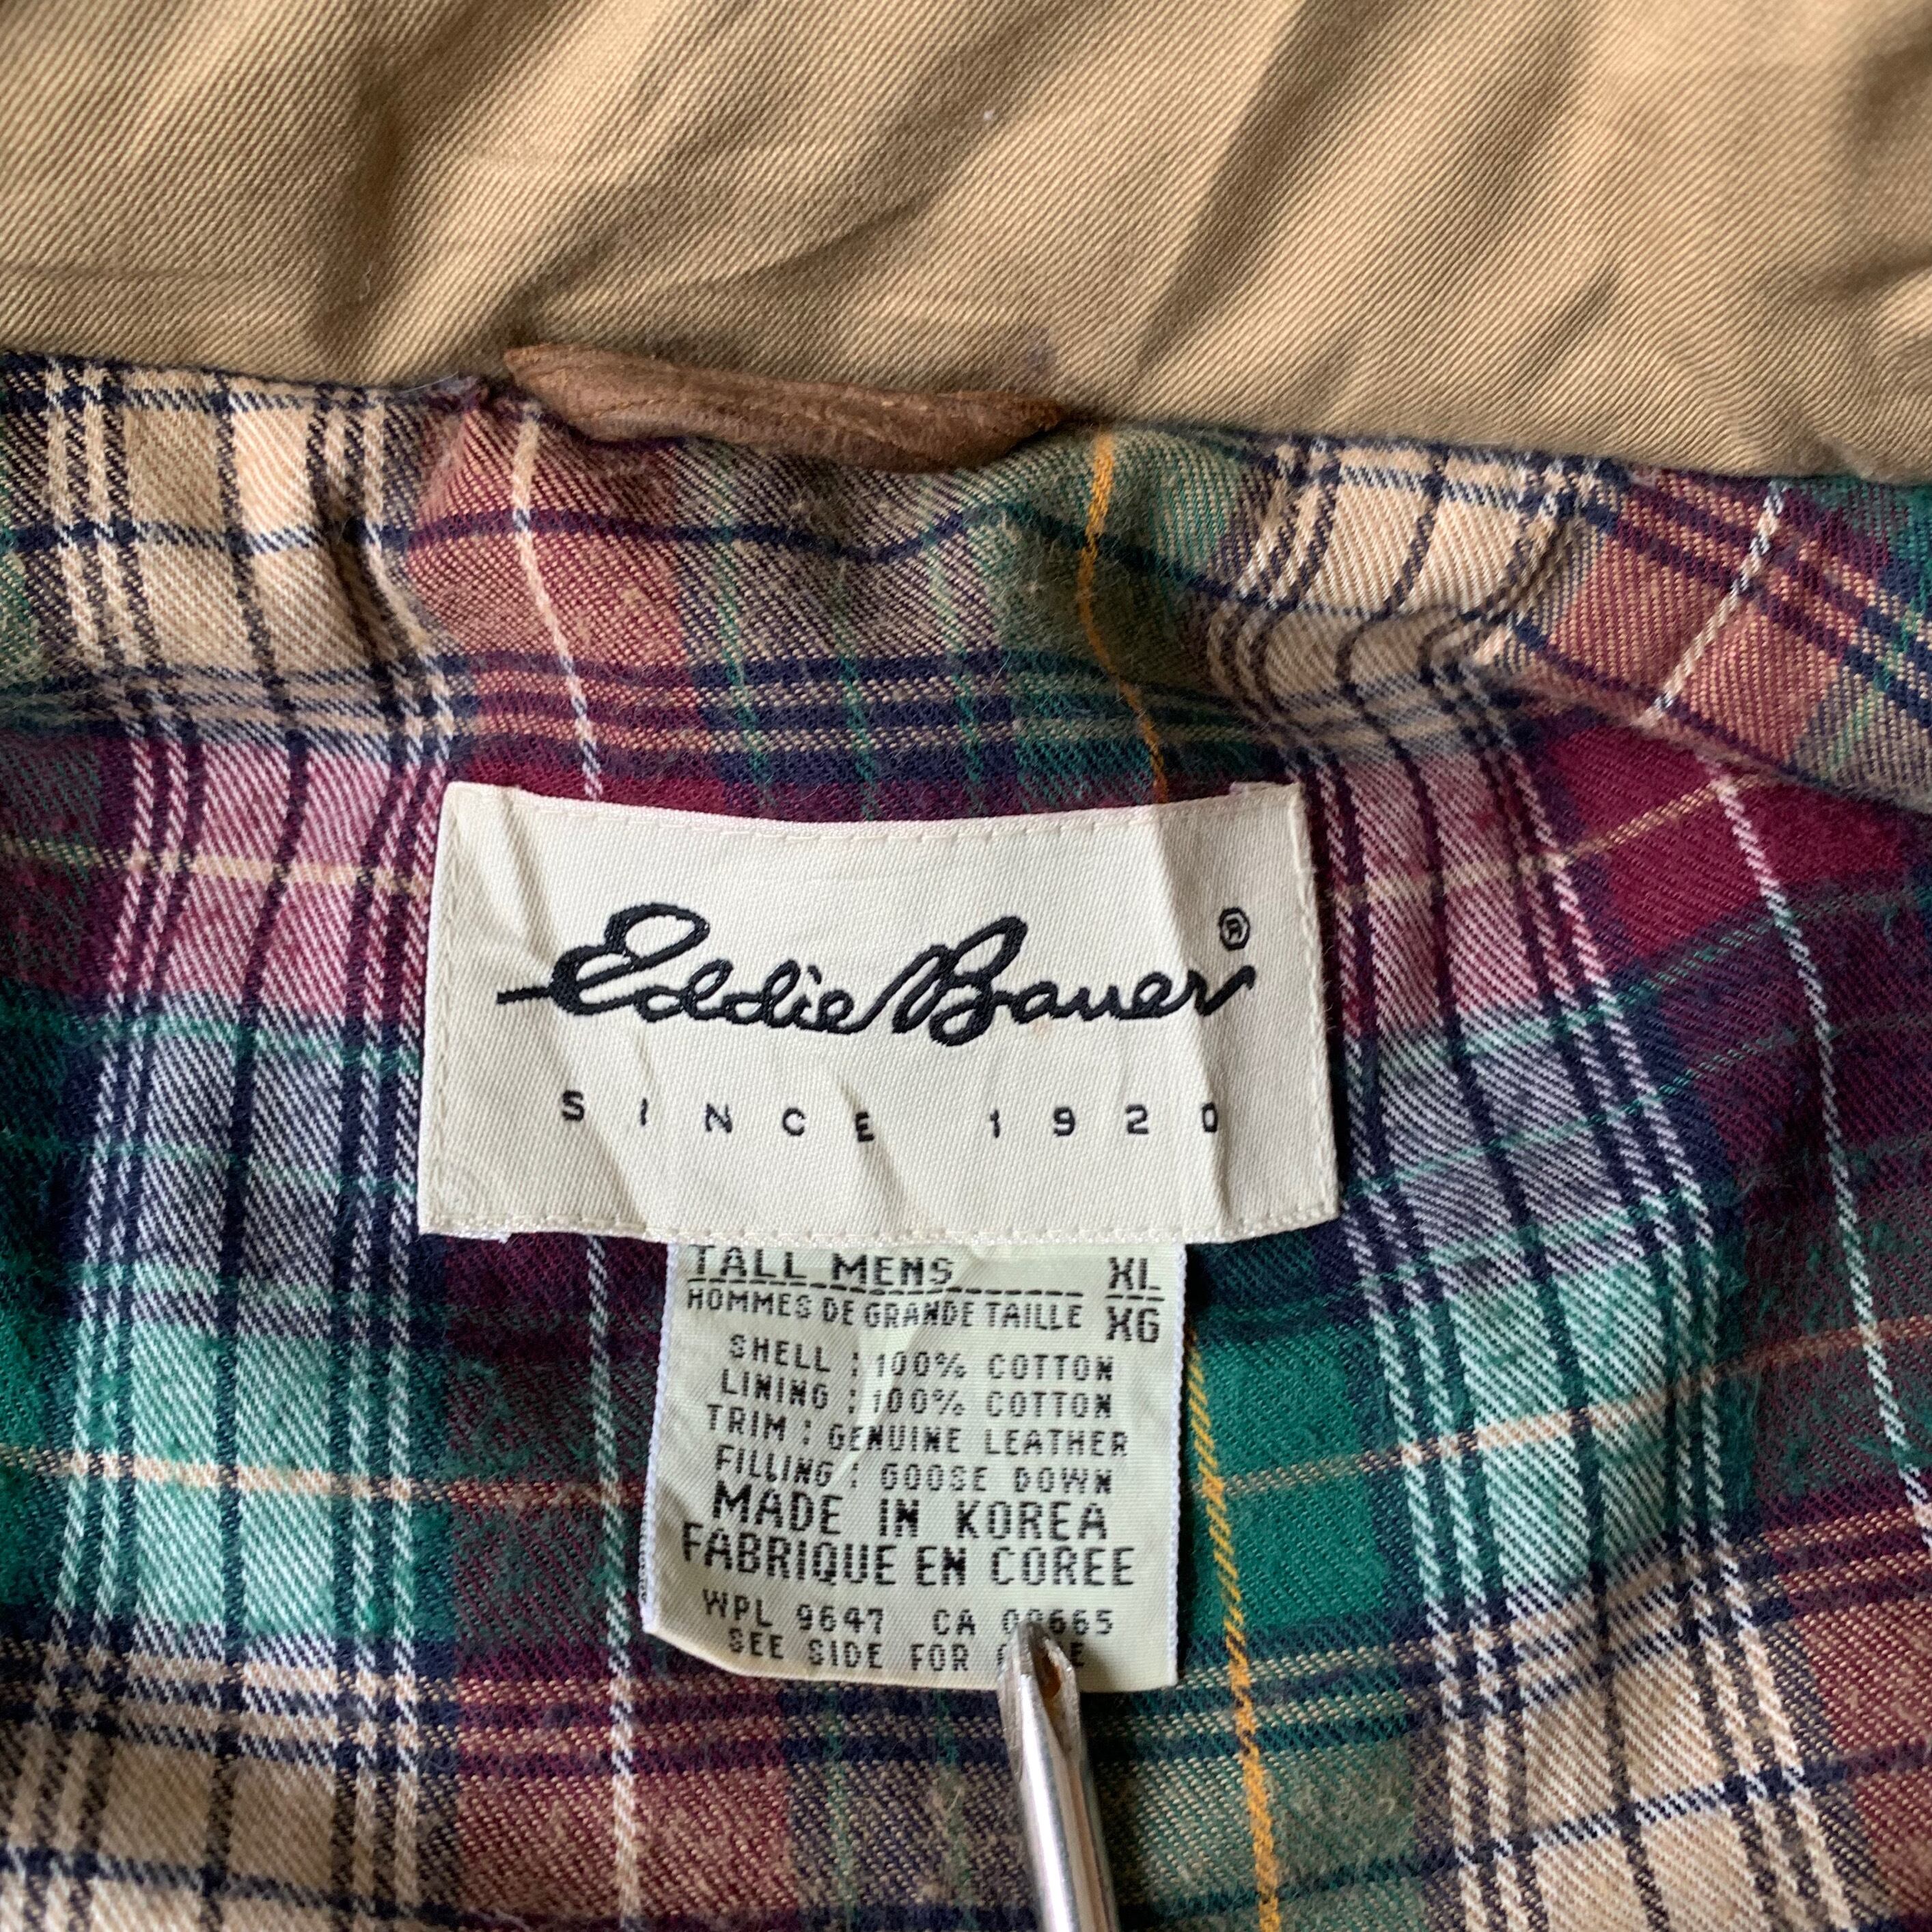 Eddie Bauer®
SINCE 1920
TALL MENS XL
HOMMES DE GRANDE TAILLE XG
SHELL : 100% COTTON
LINING : 100% COTTON
TRIM : GENUINE LEATHER
FILLING : GOOSE DOWN
MADE IN KOREA
FABRIQUE EN COREE
WPL 9647 CA
SEE SIDE FOR